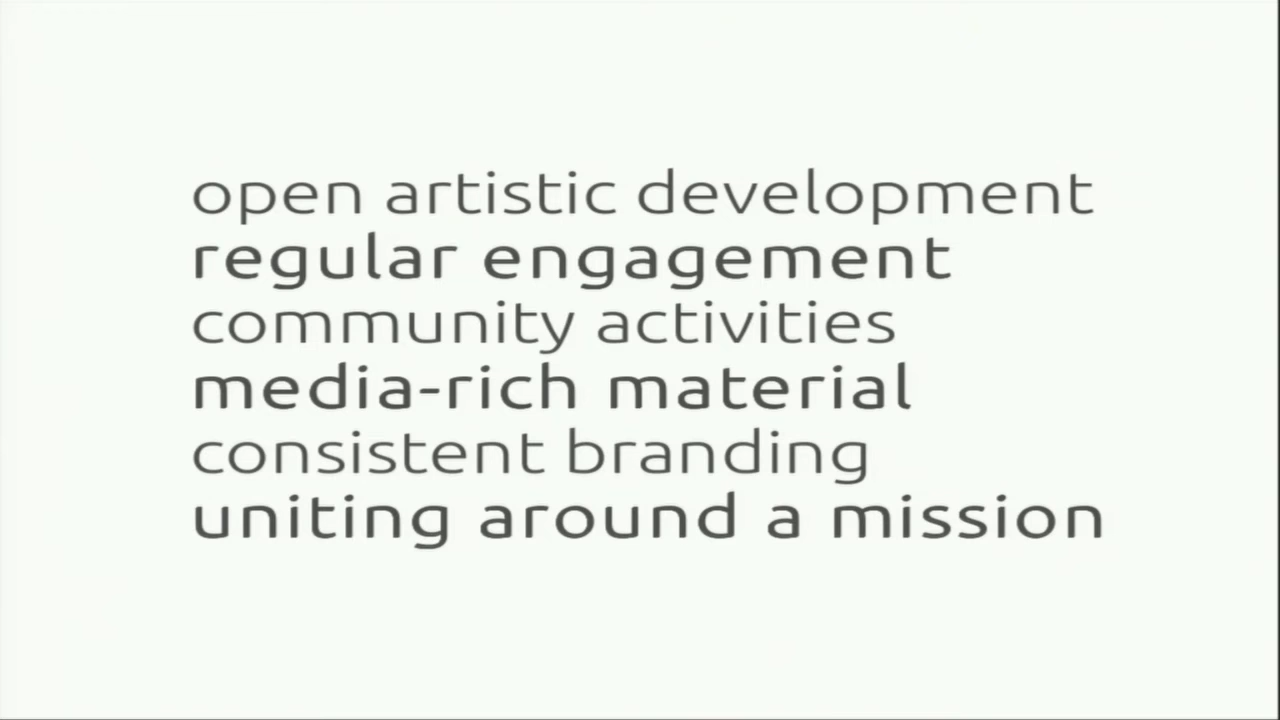 open artistic development
regular engagement
community activities
media-rich material
consistent branding
uniting around a mission